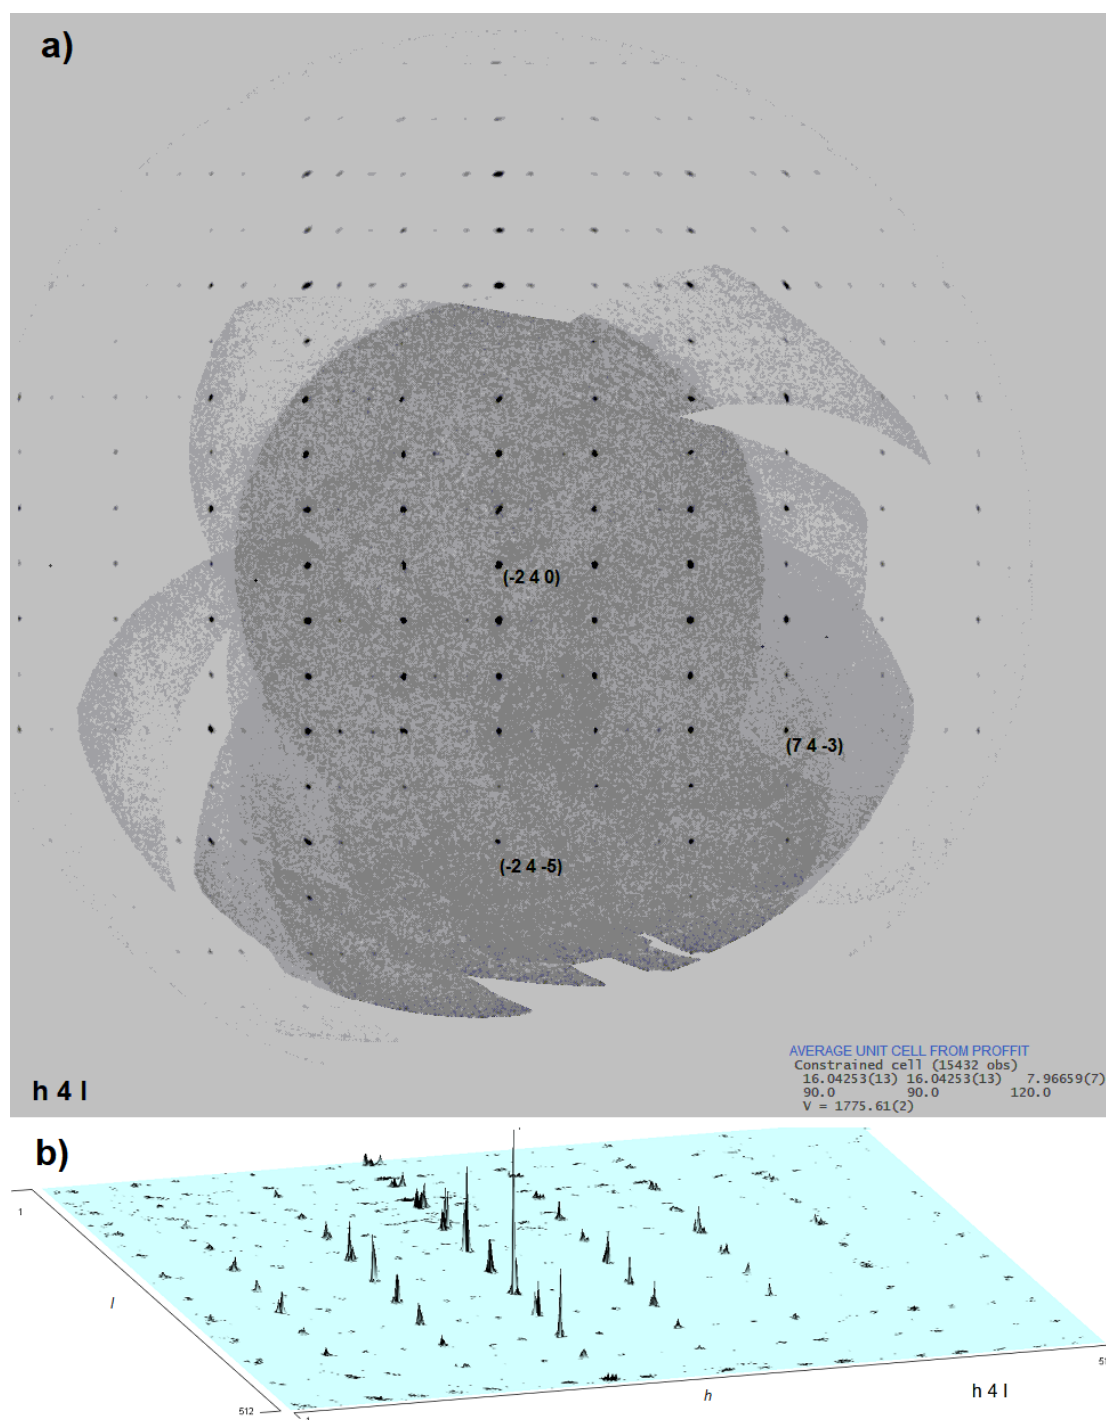 a)
(-2 4 0)
(7 4 -3)
(-2 4 -5)
AVERAGE UNIT CELL FROM PROFFIT
Constrained cell (15432 obs)
16.04253(13) 16.04253(13) 7.96659(7)
90.0 90.0 120.0
V = 1775.61(2)
h 4 l
b)
1
l
512
h
h 4 l